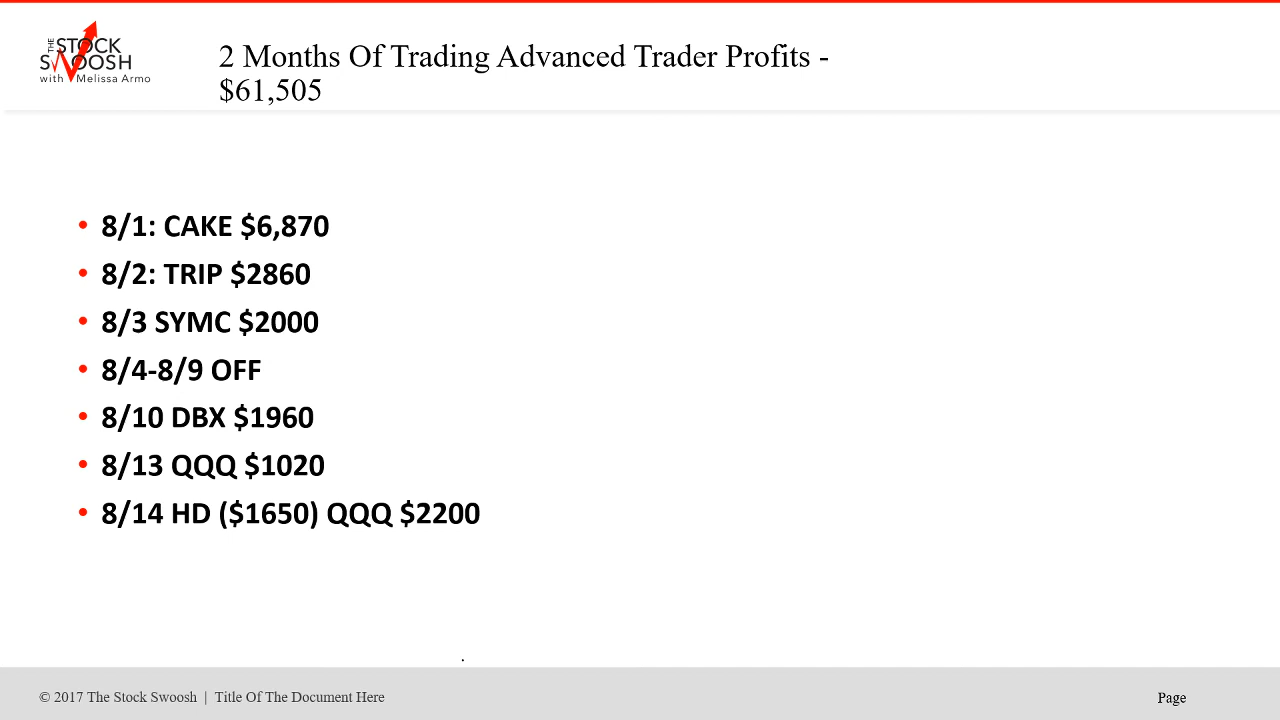 THE STOCK
SWOOSH
with Melissa Armo
2 Months Of Trading Advanced Trader Profits -
$61,505
• 8/1: CAKE $6,870
• 8/2: TRIP $2860
• 8/3 SYMC $2000
• 8/4-8/9 OFF
• 8/10 DBX $1960
• 8/13 QQQ $1020
• 8/14 HD ($1650) QQQ $2200
.
© 2017 The Stock Swoosh | Title Of The Document Here
Page